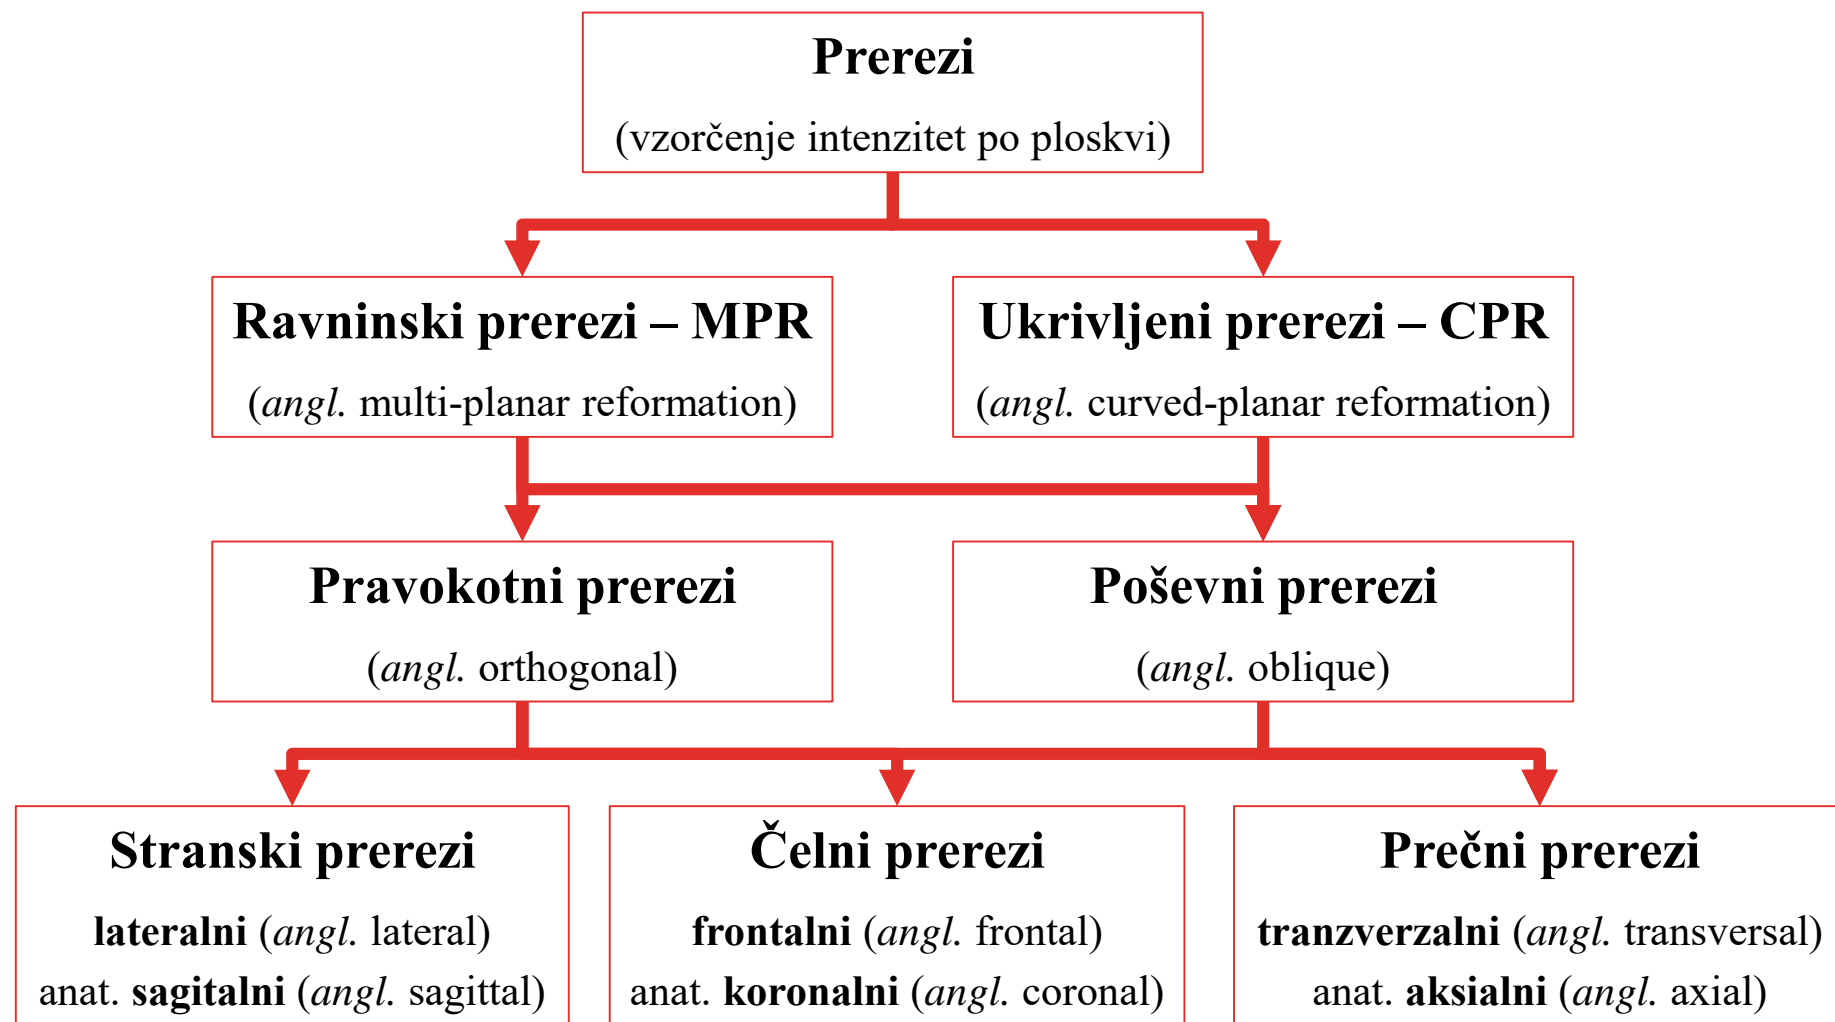 Prerezi
(vzorčenje intenzitet po ploskvi)
Ravninski prerezi – MPR
(angl. multi-planar reformation)
Ukrivljeni prerezi – CPR
(angl. curved-planar reformation)
Pravokotni prerezi
(angl. orthogonal)
Poševni prerezi
(angl. oblique)
Stranski prerezi
lateralni (angl. lateral)
anat. sagitalni (angl. sagittal)
Čelni prerezi
frontalni (angl. frontal)
anat. koronalni (angl. coronal)
Prečni prerezi
tranzverzalni (angl. transversal)
anat. aksialni (angl. axial)